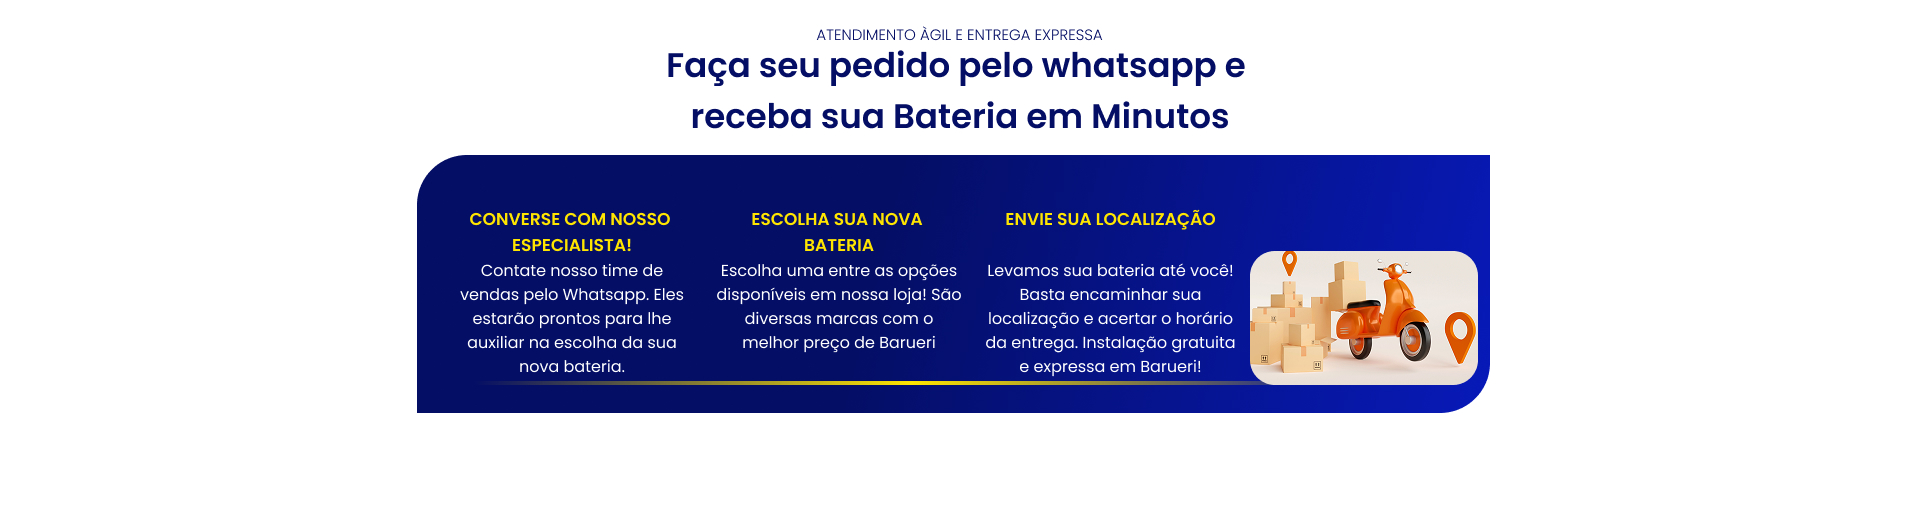 ATENDIMENTO ÀGIL E ENTREGA EXPRESSA
Faça seu pedido pelo whatsapp e
receba sua Bateria em Minutos
CONVERSE COM NOSSO
ESPECIALISTA!
Contate nosso time de
vendas pelo Whatsapp. Eles
estarão prontos para lhe
auxiliar na escolha da sua
nova bateria.
ESCOLHA SUA NOVA
BATERIA
Escolha uma entre as opções
disponíveis em nossa loja! São
diversas marcas com o
melhor preço de Barueri
ENVIE SUA LOCALIZAÇÃO
Levamos sua bateria até você!
Basta encaminhar sua
localização e acertar o horário
da entrega. Instalação gratuita
e expressa em Barueri!